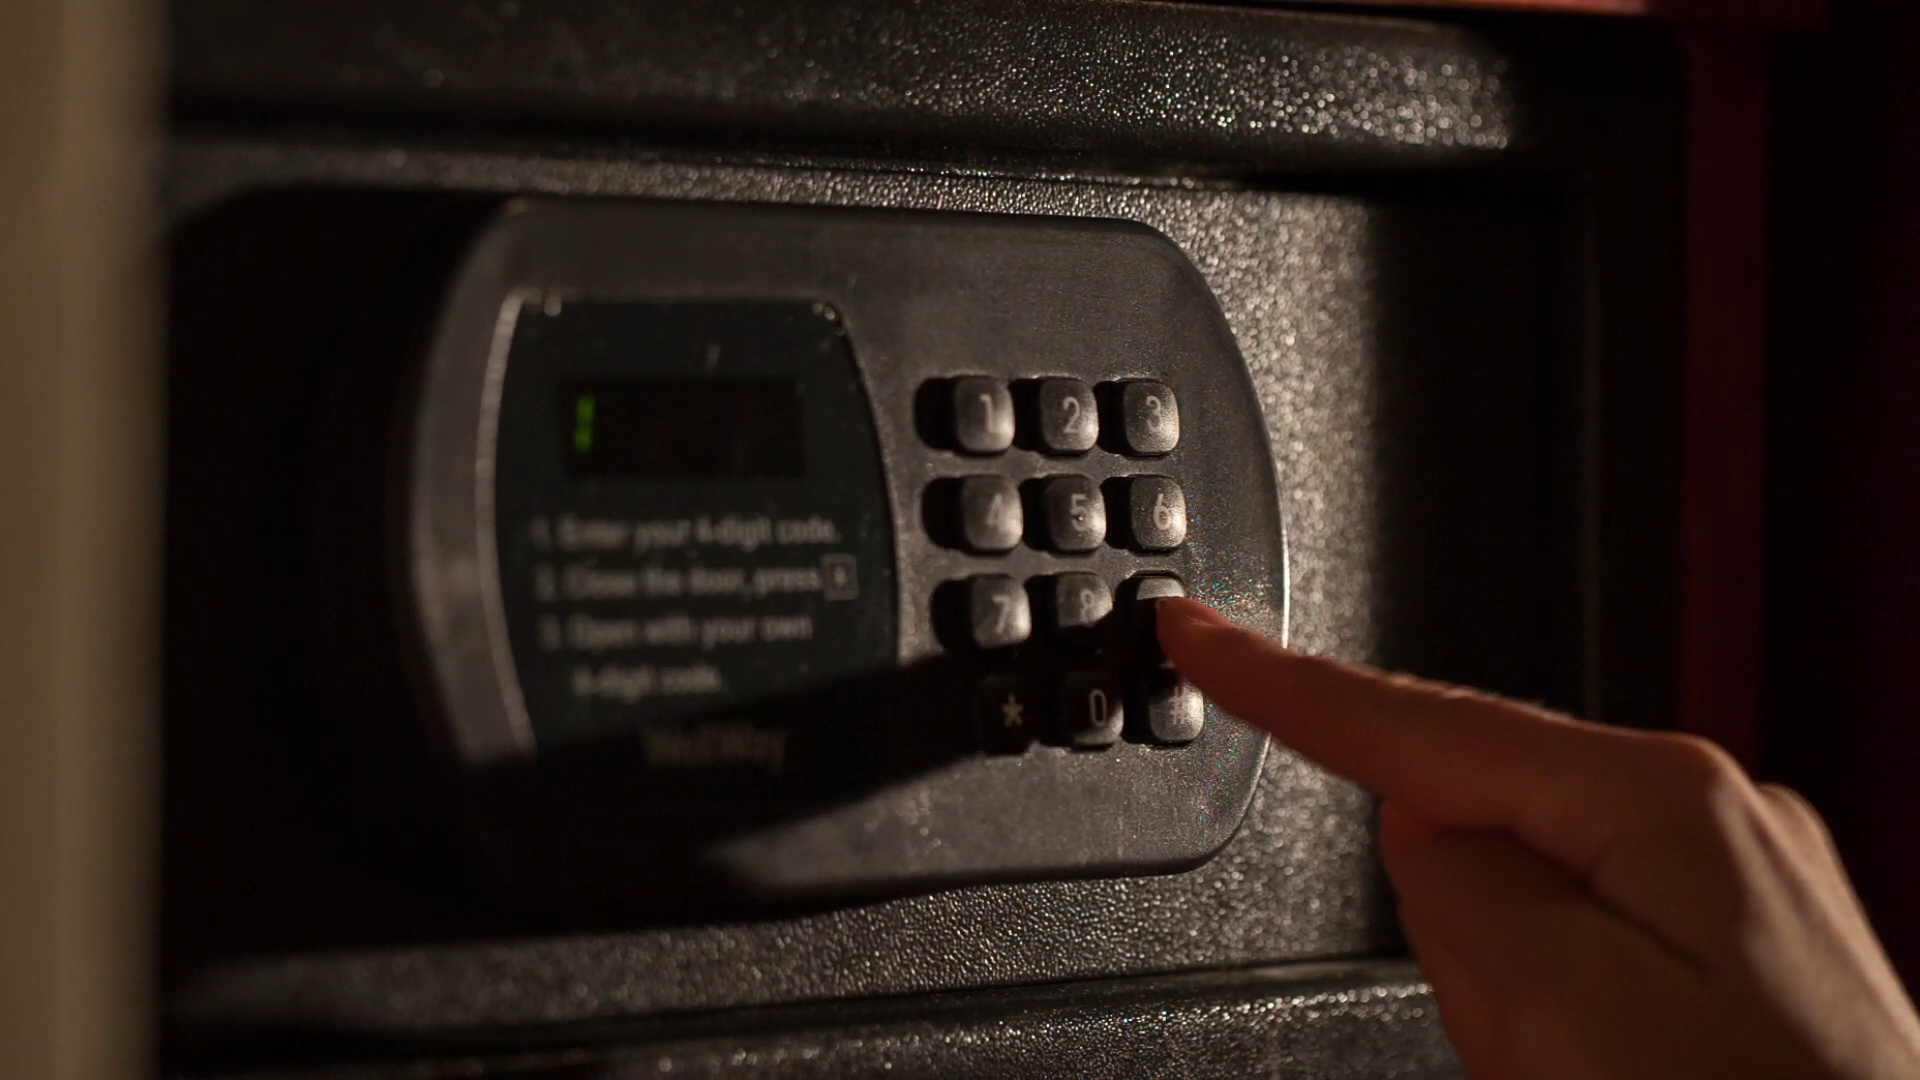 1. Enter your 4-digit code.
2. Close the door, press
3. Open with your own
4-digit code.
1 2 3
4 5 6
7 8
* 0 #